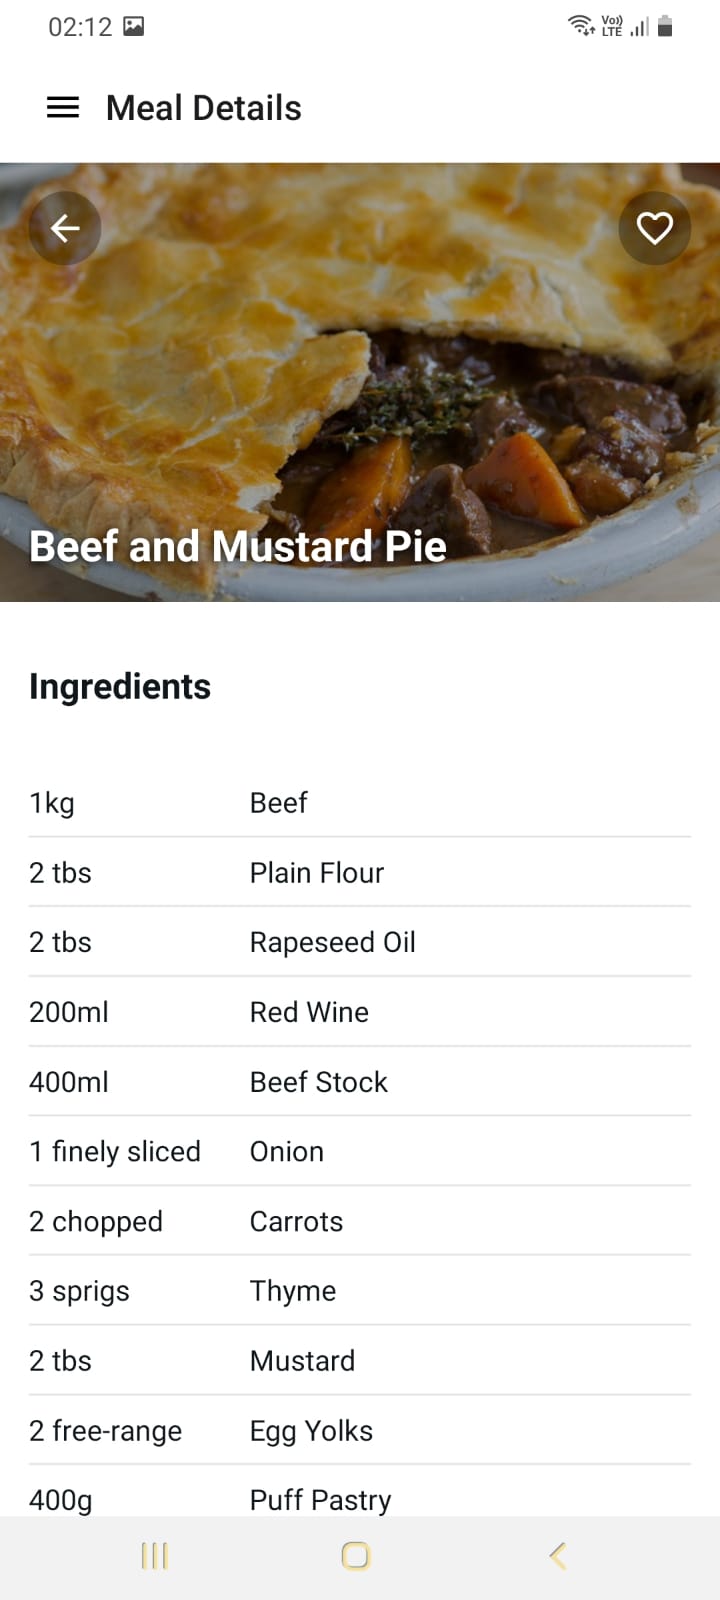 02:12
Vo)) LTE
Meal Details
Beef and Mustard Pie
Ingredients
1kg Beef
2 tbs Plain Flour
2 tbs Rapeseed Oil
200ml Red Wine
400ml Beef Stock
1 finely sliced Onion
2 chopped Carrots
3 sprigs Thyme
2 tbs Mustard
2 free-range Egg Yolks
400g Puff Pastry